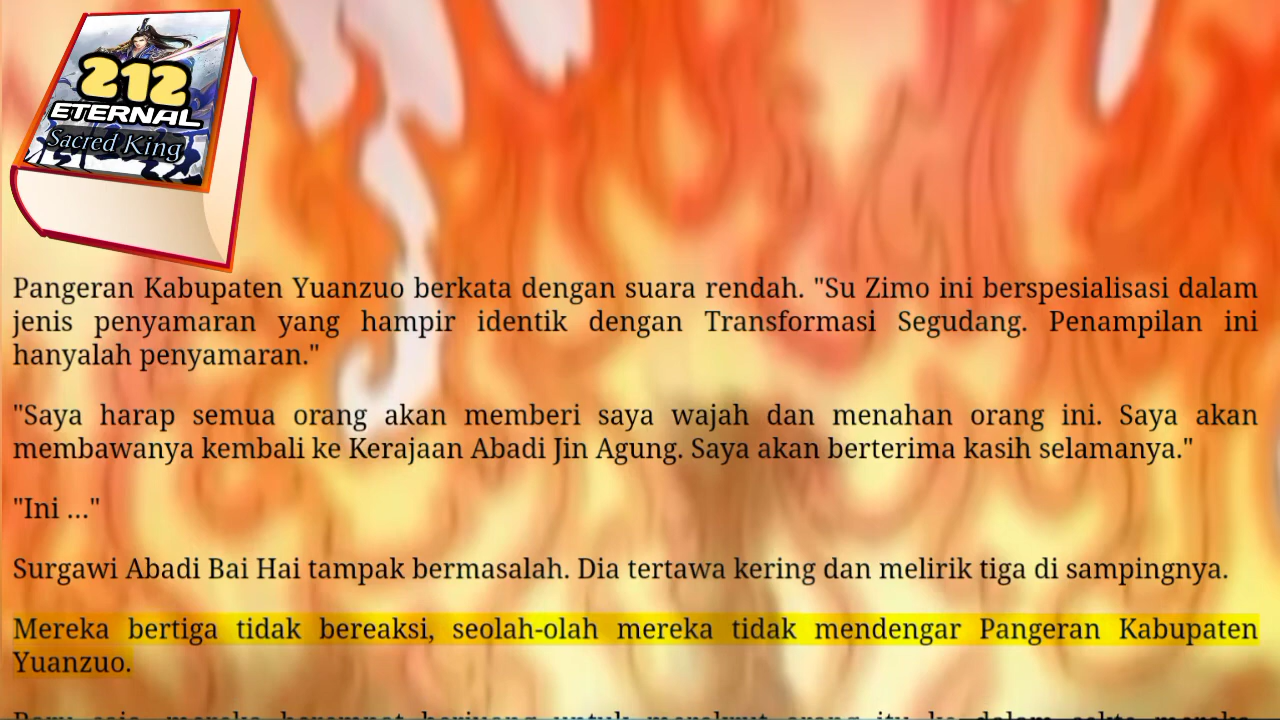 212
ETERNAL
Sacred King
Pangeran Kabupaten Yuanzuo berkata dengan suara rendah. "Su Zimo ini berspesialisasi dalam
jenis penyamaran yang hampir identik dengan Transformasi Segudang. Penampilan ini
hanyalah penyamaran."
"Saya harap semua orang akan memberi saya wajah dan menahan orang ini. Saya akan
membawanya kembali ke Kerajaan Abadi Jin Agung. Saya akan berterima kasih selamanya."
"Ini ..."
Surgawi Abadi Bai Hai tampak bermasalah. Dia tertawa kering dan melirik tiga di sampingnya.
Mereka bertiga tidak bereaksi, seolah-olah mereka tidak mendengar Pangeran Kabupaten
Yuanzuo.